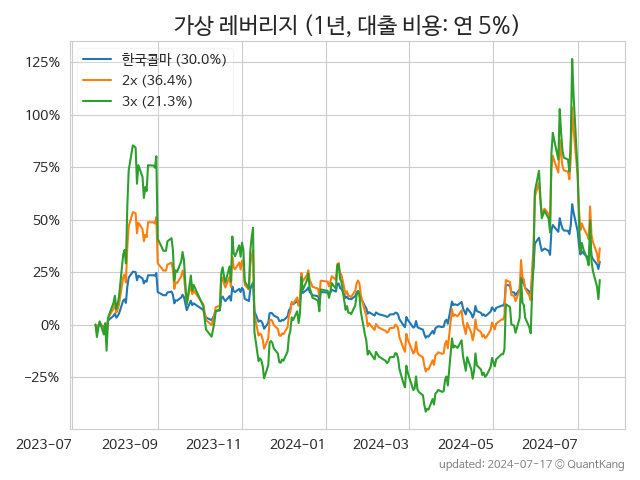 가상 레버리지 (1년, 대출 비용: 연 5%)
한국콜마 (30.0%)
2x (36.4%)
3x (21.3%)
125%
100%
75%
50%
25%
0%
−25%
2023-07 2023-09 2023-11 2024-01 2024-03 2024-05 2024-07
updated: 2024-07-17 © QuantKang